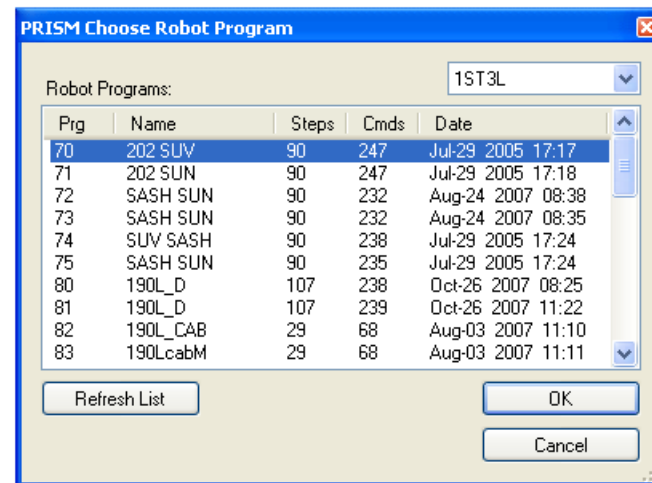 PRISM Choose Robot Program
1ST3L
Robot Programs:
Prg Name Steps Cmds Date
70 202 SUV 90 247 Jul-29 2005 17:17
71 202 SUN 90 247 Jul-29 2005 17:18
72 SASH SUN 90 232 Aug-24 2007 08:38
73 SASH SUN 90 232 Aug-24 2007 08:35
74 SUV SASH 90 238 Jul-29 2005 17:24
75 SASH SUN 90 235 Jul-29 2005 17:24
80 190L_D 107 238 Oct-26 2007 08:25
81 190L_D 107 239 Oct-26 2007 11:22
82 190L_CAB 29 68 Aug-03 2007 11:10
83 190LcabM 29 68 Aug-03 2007 11:11
Refresh List OK
Cancel